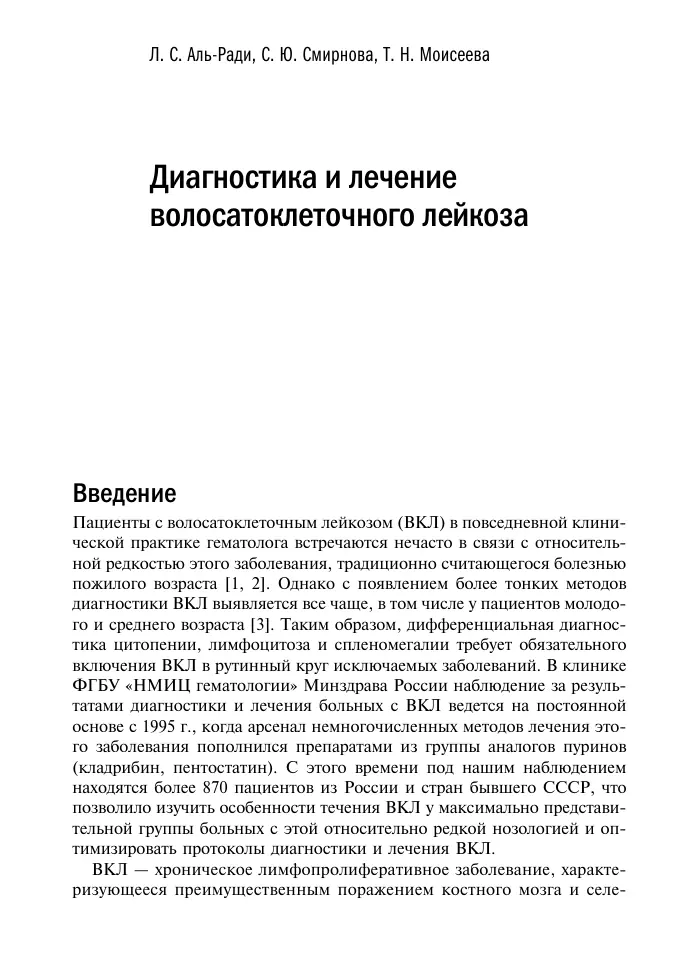 Л. С. Аль-Ради, С. Ю. Смирнова, Т. Н. Моисеева
Диагностика и лечение
волосатоклеточного лейкоза
Введение
Пациенты с волосатоклеточным лейкозом (ВКЛ) в повседневной клини-
ческой практике гематолога встречаются нечасто в связи с относитель-
ной редкостью этого заболевания, традиционно считающегося болезнью
пожилого возраста [1, 2]. Однако с появлением более тонких методов
диагностики ВКЛ выявляется все чаще, в том числе у пациентов молодо-
го и среднего возраста [3]. Таким образом, дифференциальная диагнос-
тика цитопении, лимфоцитоза и спленомегалии требует обязательного
включения ВКЛ в рутинный круг исключаемых заболеваний. В клинике
ФГБУ «НМИЦ гематологии» Минздрава России наблюдение за резуль-
татами диагностики и лечения больных с ВКЛ ведется на постоянной
основе с 1995 г., когда арсенал немногочисленных методов лечения это-
го заболевания пополнился препаратами из группы аналогов пуринов
(кладрибин, пентостатин). С этого времени под нашим наблюдением
находятся более 870 пациентов из России и стран бывшего СССР, что
позволило изучить особенности течения ВКЛ у максимально представи-
тельной группы больных с этой относительно редкой нозологией и оп-
тимизировать протоколы диагностики и лечения ВКЛ.
ВКЛ — хроническое лимфопролиферативное заболевание, характе-
ризующееся преимущественным поражением костного мозга и селе-